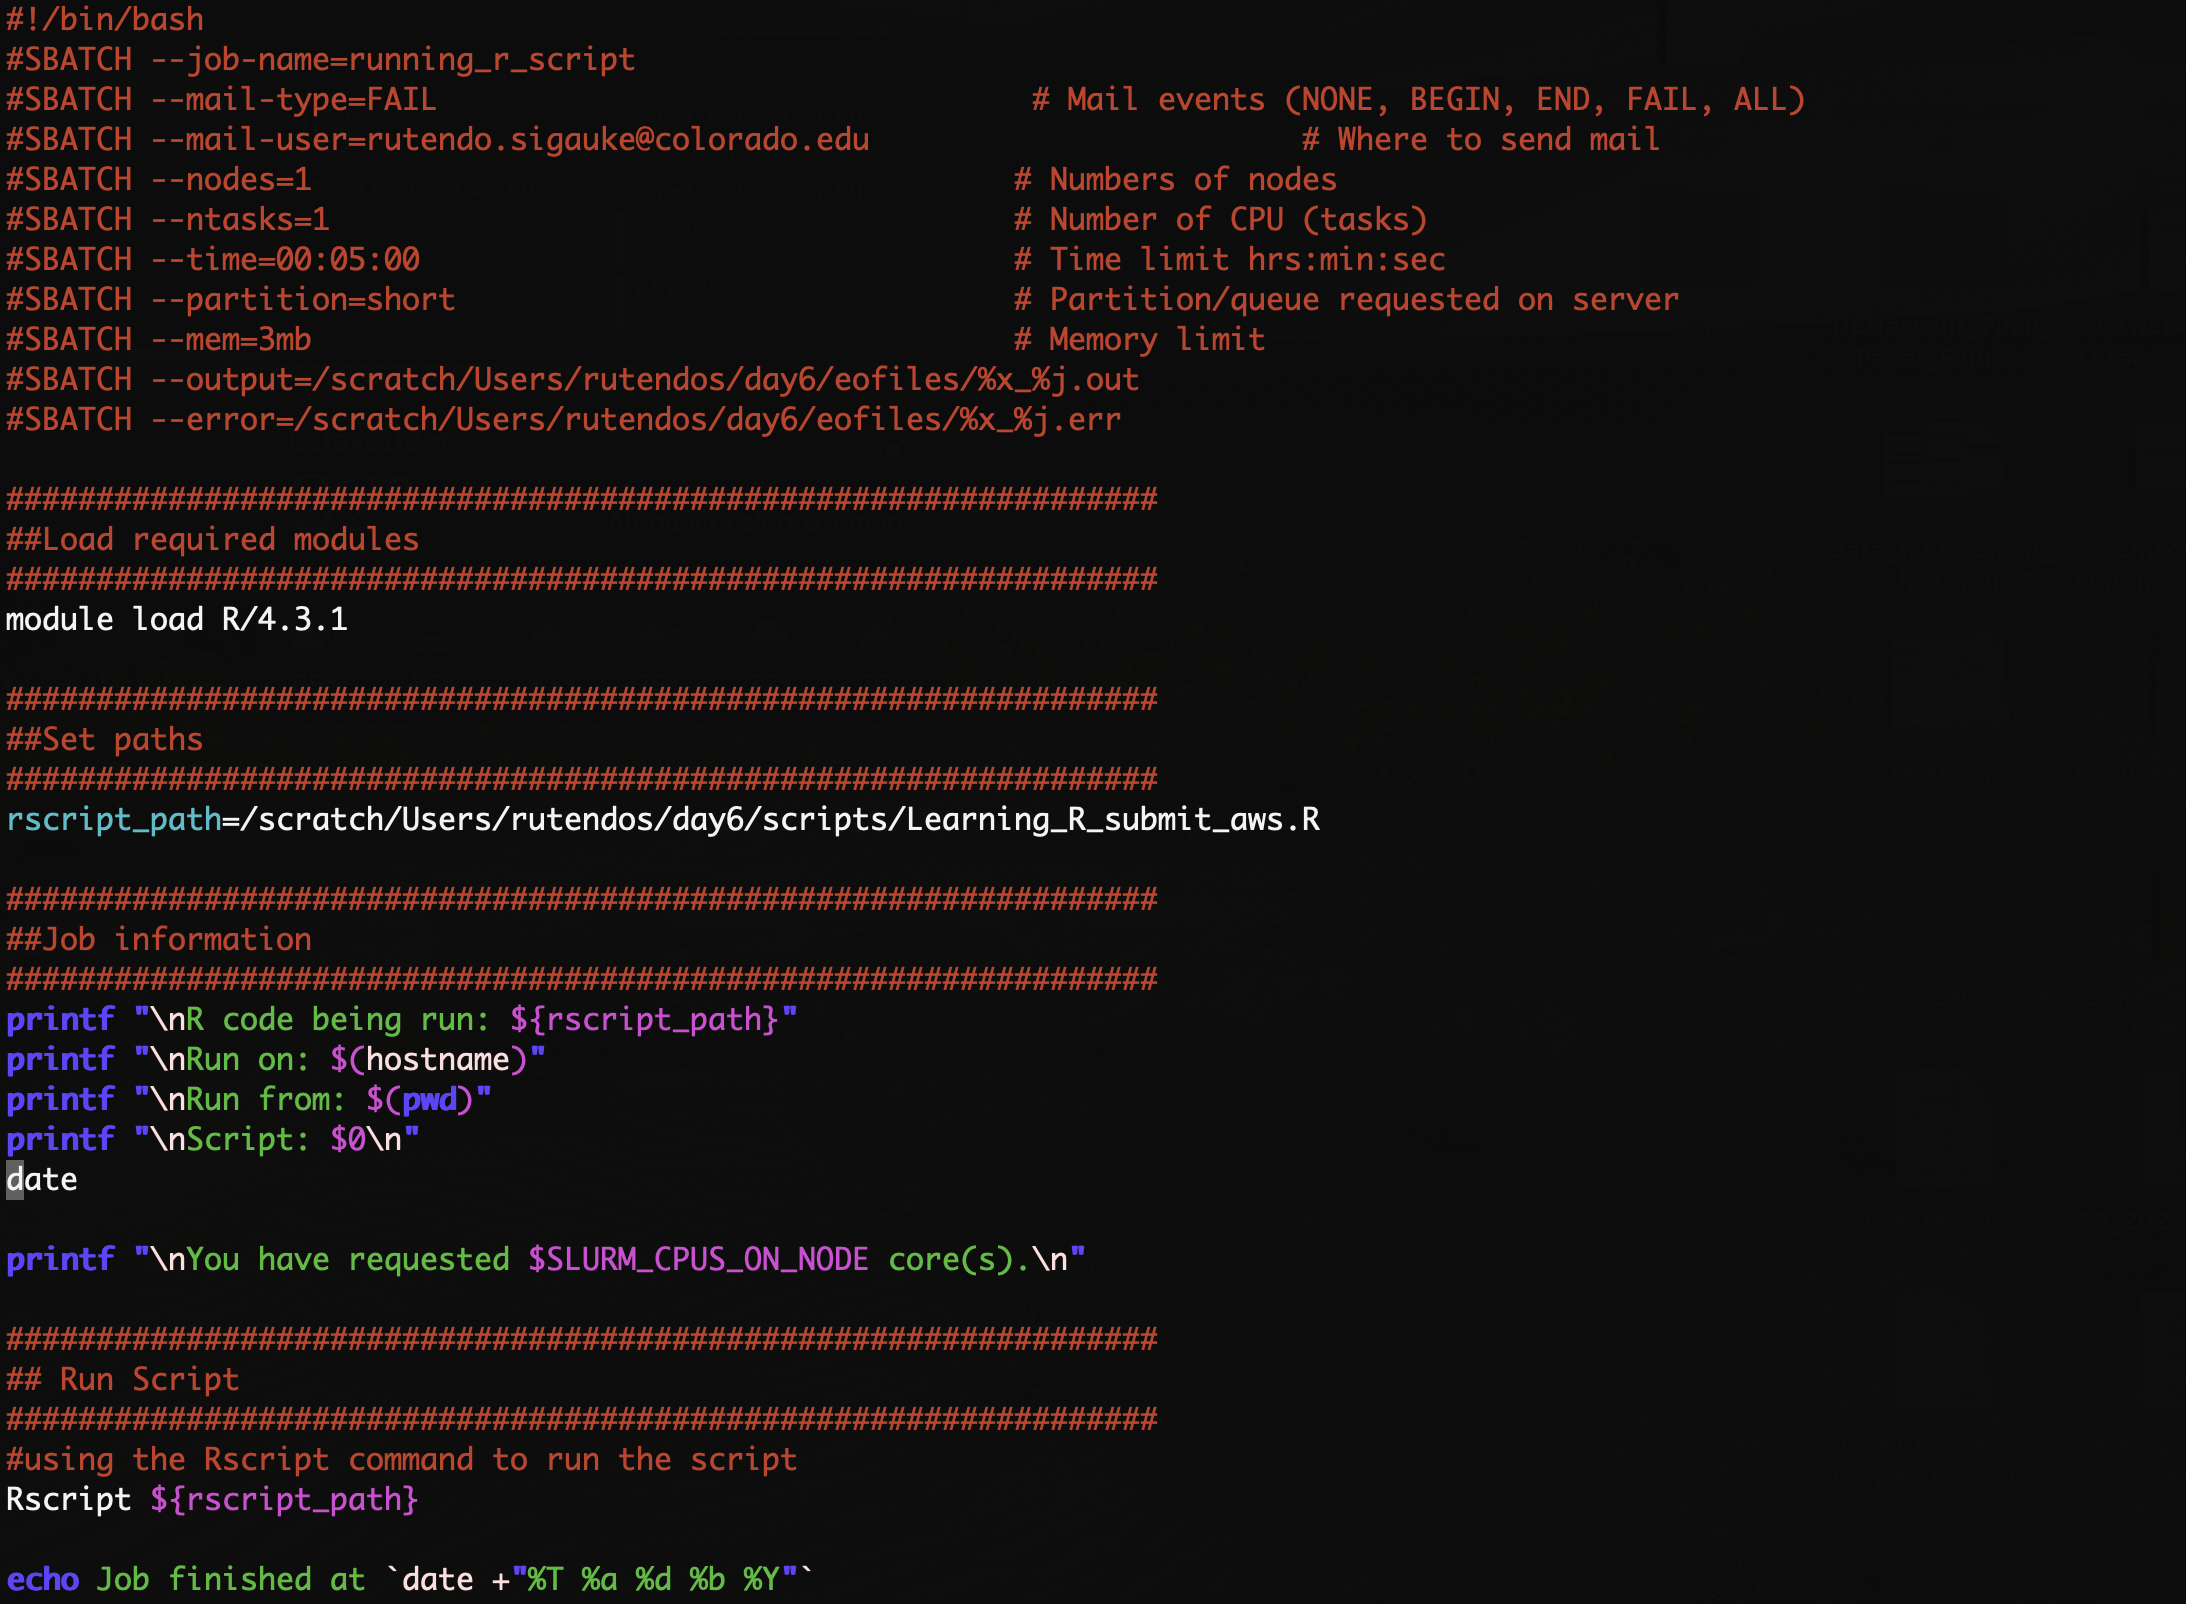 #!/bin/bash
#SBATCH --job-name=running_r_script
#SBATCH --mail-type=FAIL                                 # Mail events (NONE, BEGIN, END, FAIL, ALL)
#SBATCH --mail-user=rutendo.sigauke@colorado.edu                        # Where to send mail
#SBATCH --nodes=1                                       # Numbers of nodes
#SBATCH --ntasks=1                                      # Number of CPU (tasks)
#SBATCH --time=00:05:00                                 # Time limit hrs:min:sec
#SBATCH --partition=short                               # Partition/queue requested on server
#SBATCH --mem=3mb                                       # Memory limit
#SBATCH --output=/scratch/Users/rutendos/day6/eofiles/%x_%j.out
#SBATCH --error=/scratch/Users/rutendos/day6/eofiles/%x_%j.err

################################################################
##Load required modules
################################################################
module load R/4.3.1

################################################################
##Set paths
################################################################
rscript_path=/scratch/Users/rutendos/day6/scripts/Learning_R_submit_aws.R

################################################################
##Job information
################################################################
printf "\nR code being run: ${rscript_path}"
printf "\nRun on: $(hostname)"
printf "\nRun from: $(pwd)"
printf "\nScript: $0\n"
date

printf "\nYou have requested $SLURM_CPUS_ON_NODE core(s).\n"

################################################################
## Run Script
################################################################
#using the Rscript command to run the script
Rscript ${rscript_path}

echo Job finished at `date +"%T %a %d %b %Y"`